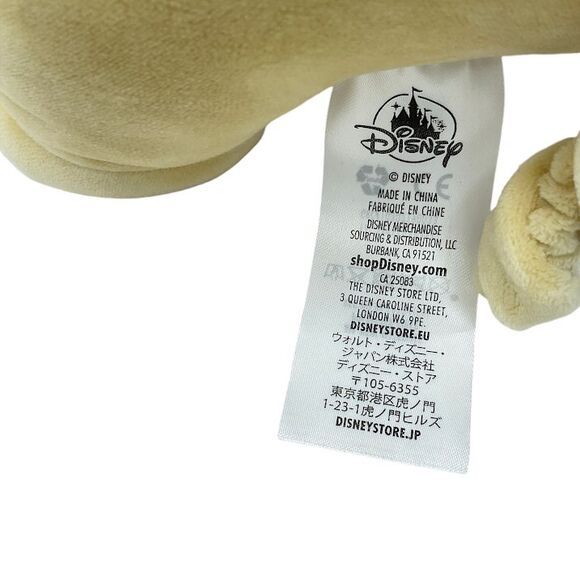 Disney
© DISNEY
MADE IN CHINA
FABRIQUÉ EN CHINE
DISNEY MERCHANDISE
SOURCING & DISTRIBUTION, LLC
BURBANK, CA 91521
shopDisney.com
CA 25083
THE DISNEY STORE LTD,
3 QUEEN CAROLINE STREET,
LONDON W6 9PE.
DISNEYSTORE.EU
ウォルト・ディズニー・
ジャパン株式会社
ディズニー・ストア
〒105-6355
東京都港区虎ノ門
1-23-1虎ノ門ヒルズ
DISNEYSTORE.JP